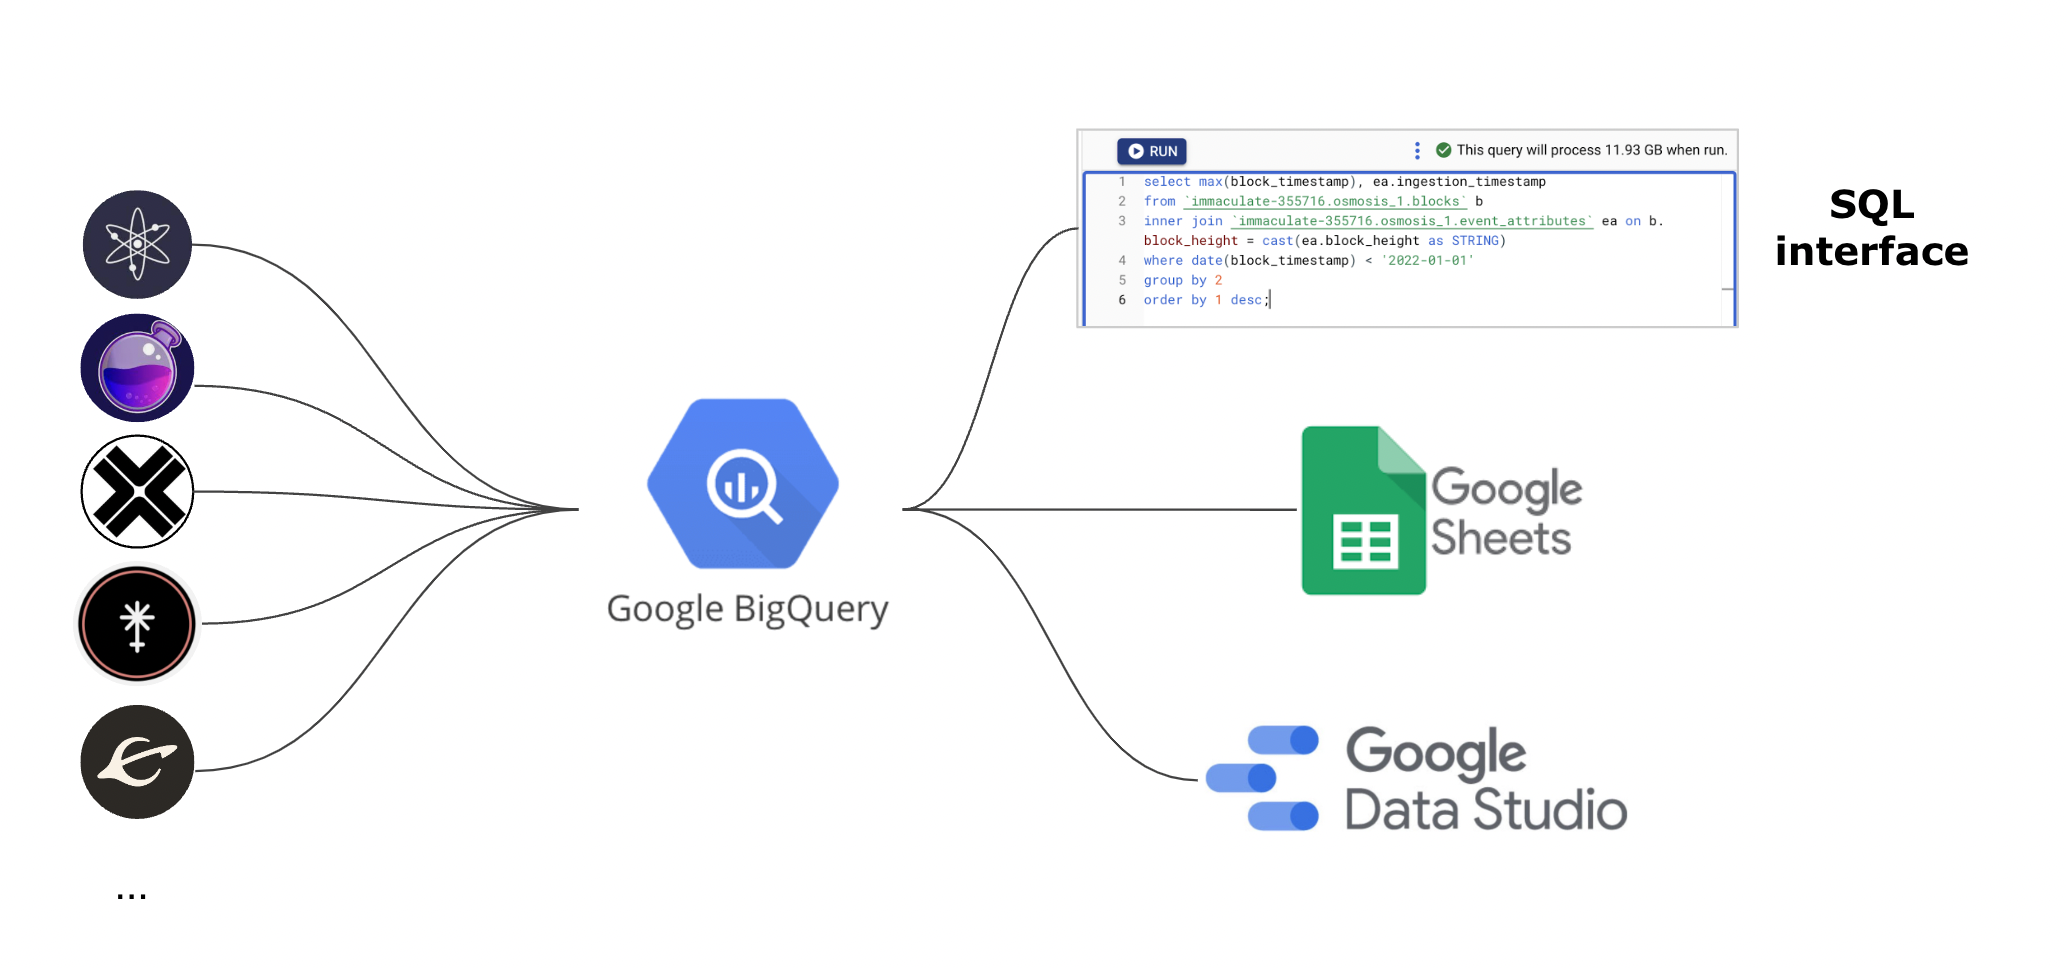 RUN
This query will process 11.93 GB when run.
1 select max(block_timestamp), ea.ingestion_timestamp
2 from `immaculate-355716.osmosis_1.blocks` b
3 inner join `immaculate-355716.osmosis_1.event_attributes` ea on b.
block_height = cast(ea.block_height as STRING)
4 where date(block_timestamp) < '2022-01-01'
5 group by 2
6 order by 1 desc;
SQL
interface
Google BigQuery
Google
Sheets
Google
Data Studio
...